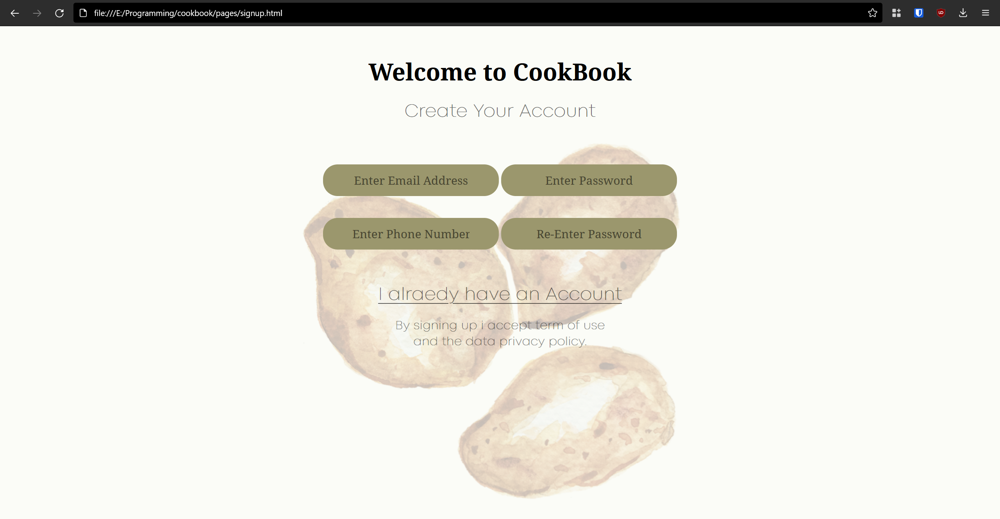 file:///E:/Programming/cookbook/pages/signup.html
Welcome to CookBook
Create Your Account
Enter Email Address
Enter Password
Enter Phone Number
Re-Enter Password
I alraedy have an Account
By signing up i accept term of use
and the data privacy policy.